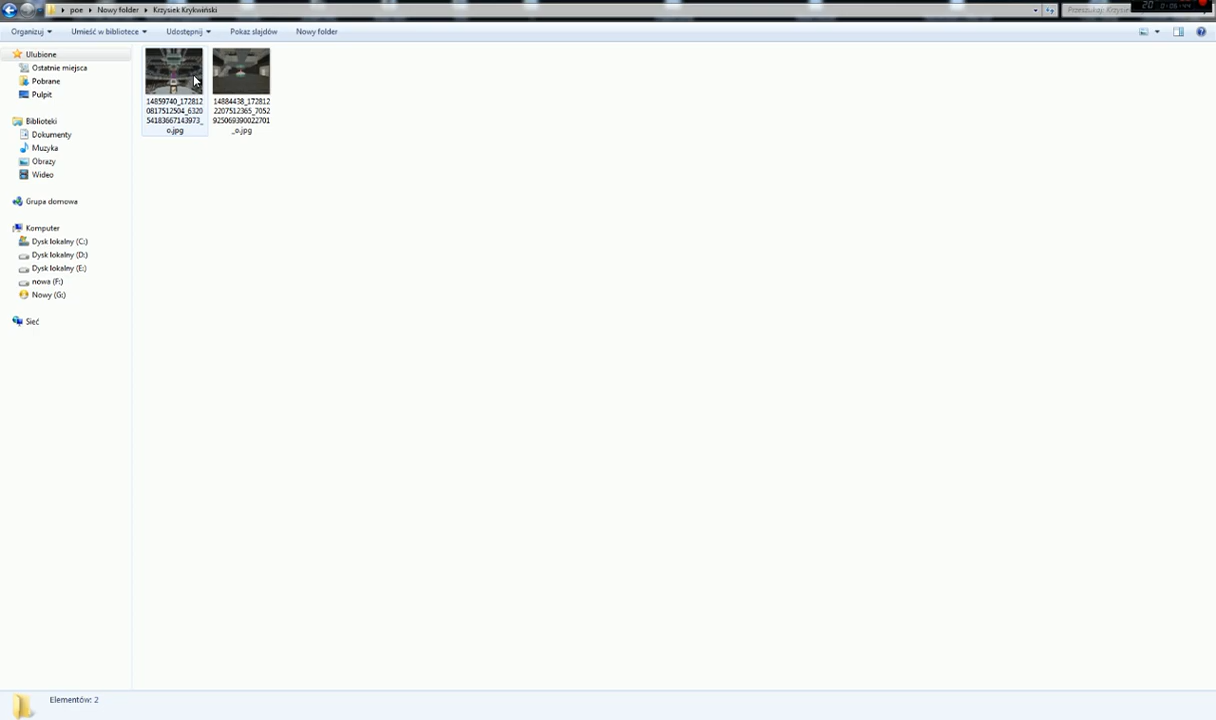 poe Nowy folder Krzysiek Krykwiński
Organizuj Umieść w bibliotece Udostępnij Pokaz slajdów Nowy folder
Ulubione
Ostatnie miejsca
Pobrane
Pulpit
Biblioteki
Dokumenty
Muzyka
Obrazy
Wideo
Grupa domowa
Komputer
Dysk lokalny (C:)
Dysk lokalny (D:)
Dysk lokalny (E:)
nowa (F:)
Nowy (G:)
Sieć
14859740_172812
0817512504_6320
54183667143973_
o.jpg
14884438_172812
2207512365_7052
925069390022701
_o.jpg
Elementów: 2